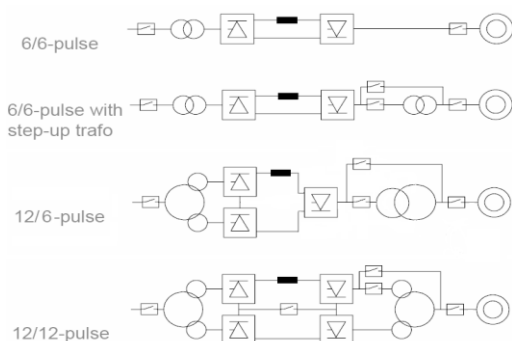 6/6-pulse
6/6-pulse with
step-up trafo
12/6-pulse
12/12-pulse